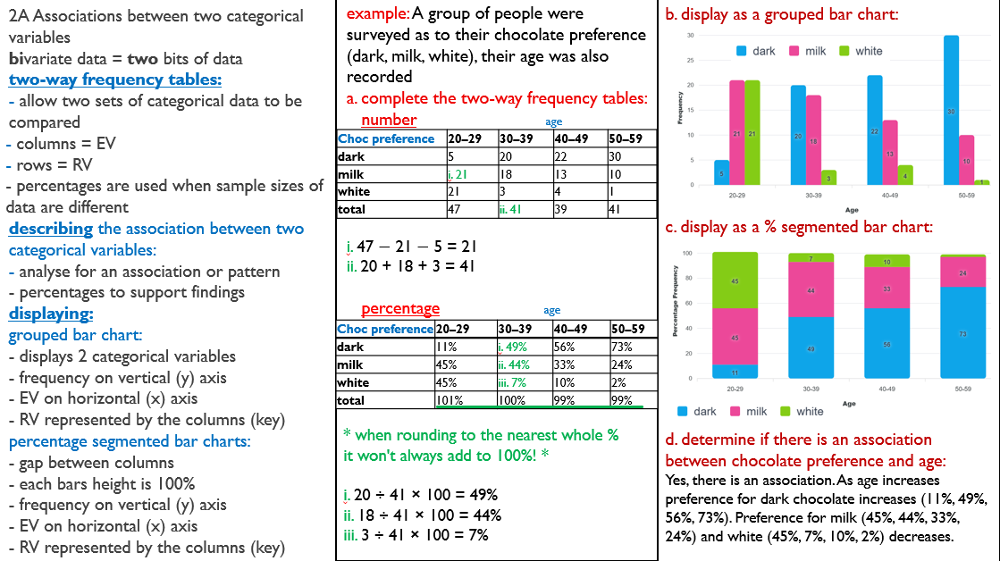 2A Associations between two categorical
variables
bivariate data = two bits of data
two-way frequency tables:
- allow two sets of categorical data to be
compared
- columns = EV
- rows = RV
- percentages are used when sample sizes of
data are different
describing the association between two
categorical variables:
- analyse for an association or pattern
- percentages to support findings
displaying:
grouped bar chart:
- displays 2 categorical variables
- frequency on vertical (y) axis
- EV on horizontal (x) axis
- RV represented by the columns (key)
percentage segmented bar charts:
- gap between columns
- each bars height is 100%
- frequency on vertical (y) axis
- EV on horizontal (x) axis
- RV represented by the columns (key)
example: A group of people were
surveyed as to their chocolate preference
(dark, milk, white), their age was also
recorded
a. complete the two-way frequency tables:
number
age
Choc preference 20–29 30–39 40–49 50–59
dark 5 20 22 30
milk i. 21 18 13 10
white 21 3 4 1
total 47 ii. 41 39 41
i. 47 − 21 − 5 = 21
ii. 20 + 18 + 3 = 41
percentage
age
Choc preference 20–29 30–39 40–49 50–59
dark 11% i. 49% 56% 73%
milk 45% ii. 44% 33% 24%
white 45% iii. 7% 10% 2%
total 101% 100% 99% 99%
* when rounding to the nearest whole %
it won't always add to 100%! *
i. 20 ÷ 41 × 100 = 49%
ii. 18 ÷ 41 × 100 = 44%
iii. 3 ÷ 41 × 100 = 7%
b. display as a grouped bar chart:
dark milk white
Frequency
30
25
20
15
10
5
0
5 21 21
20 18 3
22 13 4
30 10 1
20-29 30-39 40-49 50-59
Age
c. display as a % segmented bar chart:
Percentage Frequency
100
80
60
40
20
0
45 45 11
7 44 49
10 33 56
24 73
20-29 30-39 40-49 50-59
Age
dark milk white
d. determine if there is an association
between chocolate preference and age:
Yes, there is an association. As age increases
preference for dark chocolate increases (11%, 49%,
56%, 73%). Preference for milk (45%, 44%, 33%,
24%) and white (45%, 7%, 10%, 2%) decreases.